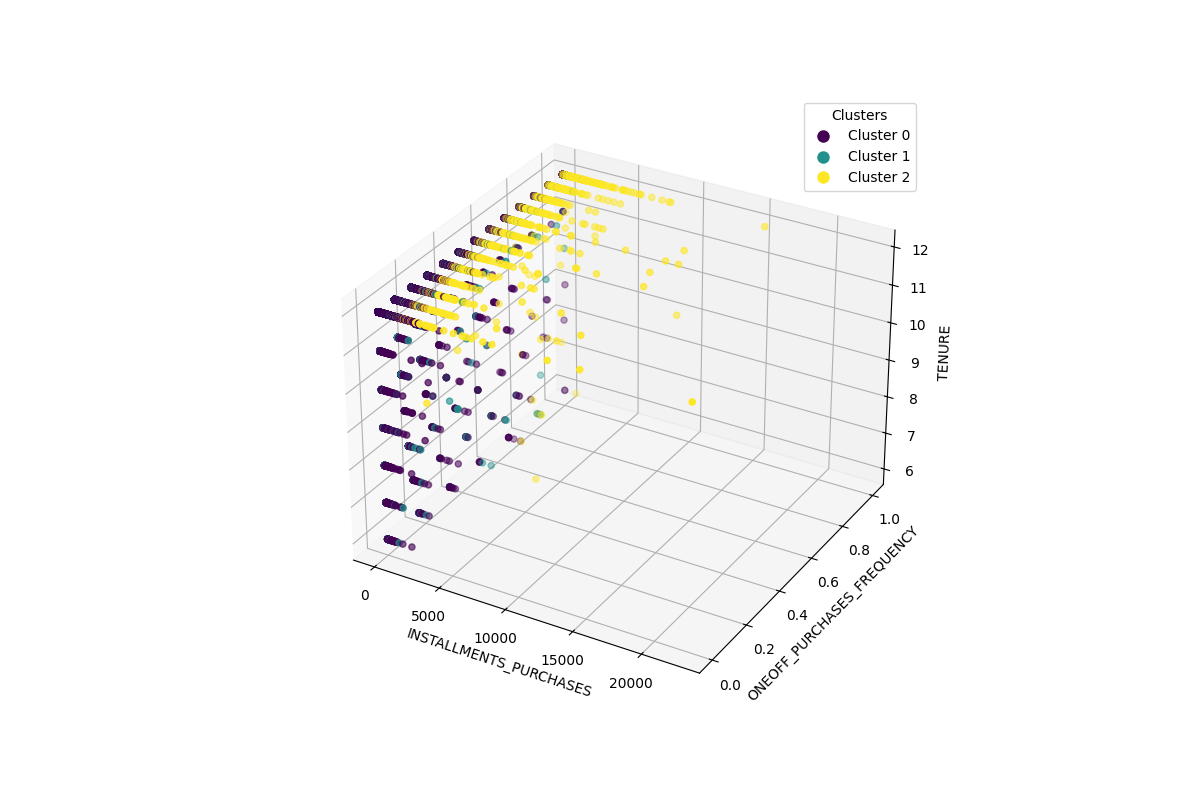 Clusters
Cluster 0
Cluster 1
Cluster 2
12
11
10
9
8
7
6
TENURE
1.0
0.8
0.6
0.4
0.2
0.0
ONEOFF_PURCHASES_FREQUENCY
0
5000
10000
15000
20000
INSTALLMENTS_PURCHASES